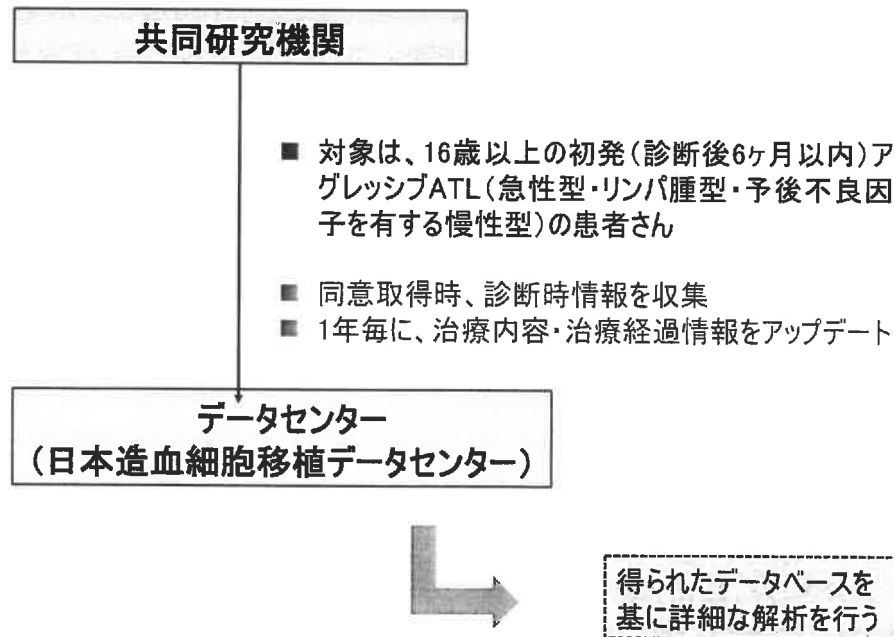 共同研究機関
■ 対象は、16歳以上の初発(診断後6ヶ月以内)ア
グレッシブATL(急性型・リンパ腫型・予後不良因
子を有する慢性型)の患者さん
■ 同意取得時、診断時情報を収集
■ 1年毎に、治療内容・治療経過情報をアップデート
データセンター
(日本造血細胞移植データセンター)
得られたデータベースを
基に詳細な解析を行う